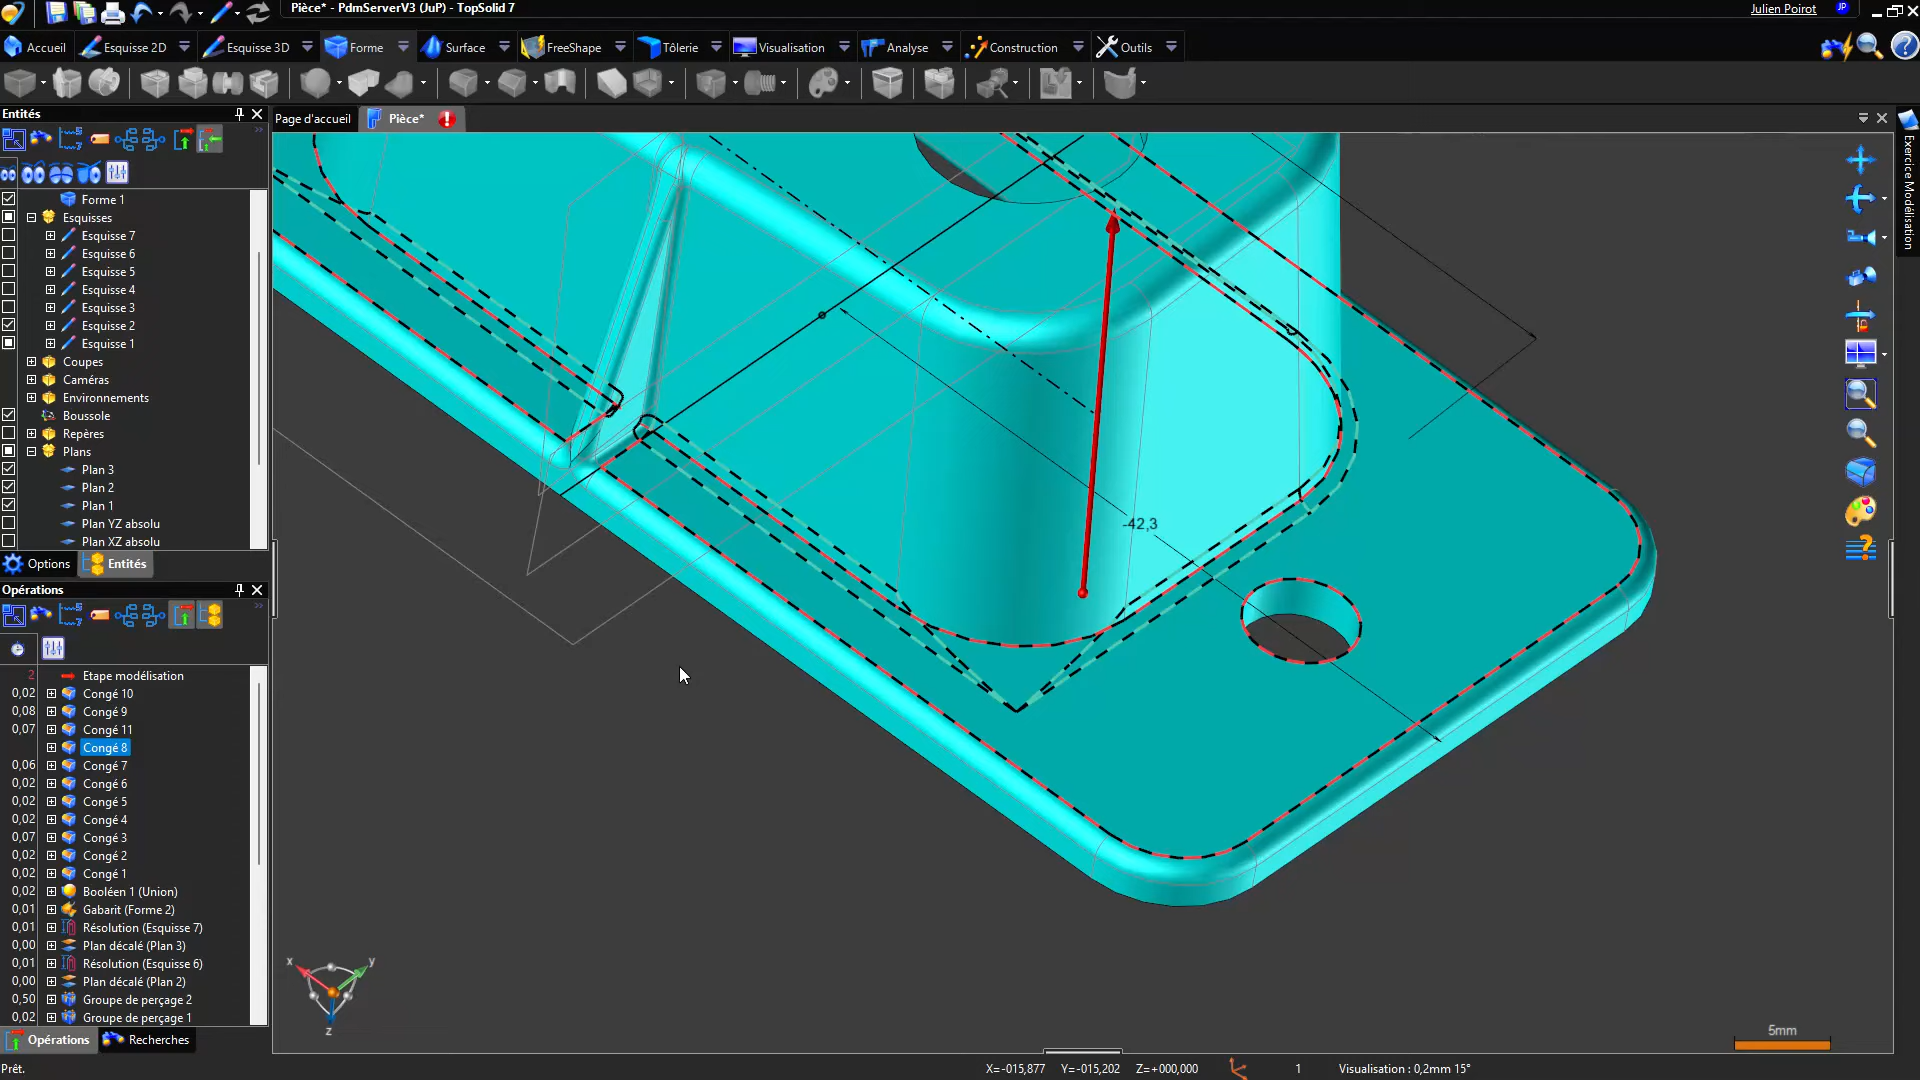 Pièce* - PdmServerV3 (JuP) - TopSolid 7
Julien Poirot
JP
Accueil
Esquisse 2D
Esquisse 3D
Forme
Surface
FreeShape
Tôlerie
Visualisation
Analyse
Construction
Outils
Entités
Page d'accueil
Pièce*
Exercice Modélisation
Forme 1
Esquisses
Esquisse 7
Esquisse 6
Esquisse 5
Esquisse 4
Esquisse 3
Esquisse 2
Esquisse 1
Coupes
Caméras
Environnements
Boussole
Repères
Plans
Plan 3
Plan 2
Plan 1
Plan YZ absolu
Plan XZ absolu
Options
Entités
Opérations
2 Etape modélisation
0,02 Congé 10
0,08 Congé 9
0,07 Congé 11
Congé 8
0,06 Congé 7
0,02 Congé 6
0,02 Congé 5
0,02 Congé 4
0,07 Congé 3
0,02 Congé 2
0,02 Congé 1
0,02 Booléen 1 (Union)
0,01 Gabarit (Forme 2)
0,01 Résolution (Esquisse 7)
0,00 Plan décalé (Plan 3)
0,01 Résolution (Esquisse 6)
0,00 Plan décalé (Plan 2)
0,50 Groupe de perçage 2
0,02 Groupe de perçage 1
Opérations
Recherches
-42,3
x
y
z
5mm
Prêt.
X=-015,877 Y=-015,202 Z=+000,000
1
Visualisation : 0,2mm 15°